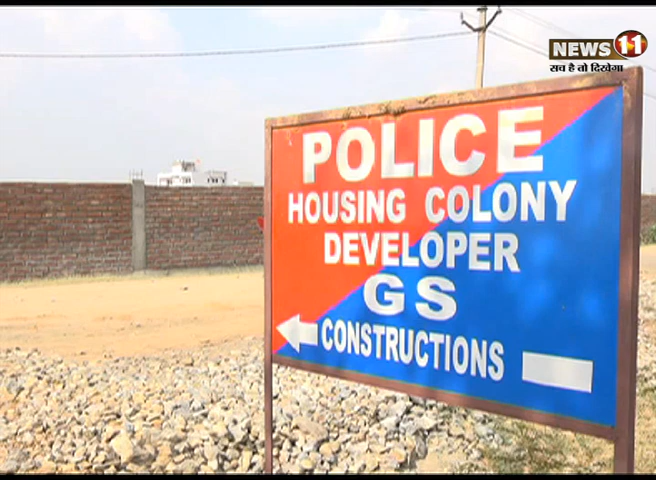 NEWS 11
सच है तो दिखेगा
POLICE
HOUSING COLONY
DEVELOPER
GS
CONSTRUCTIONS